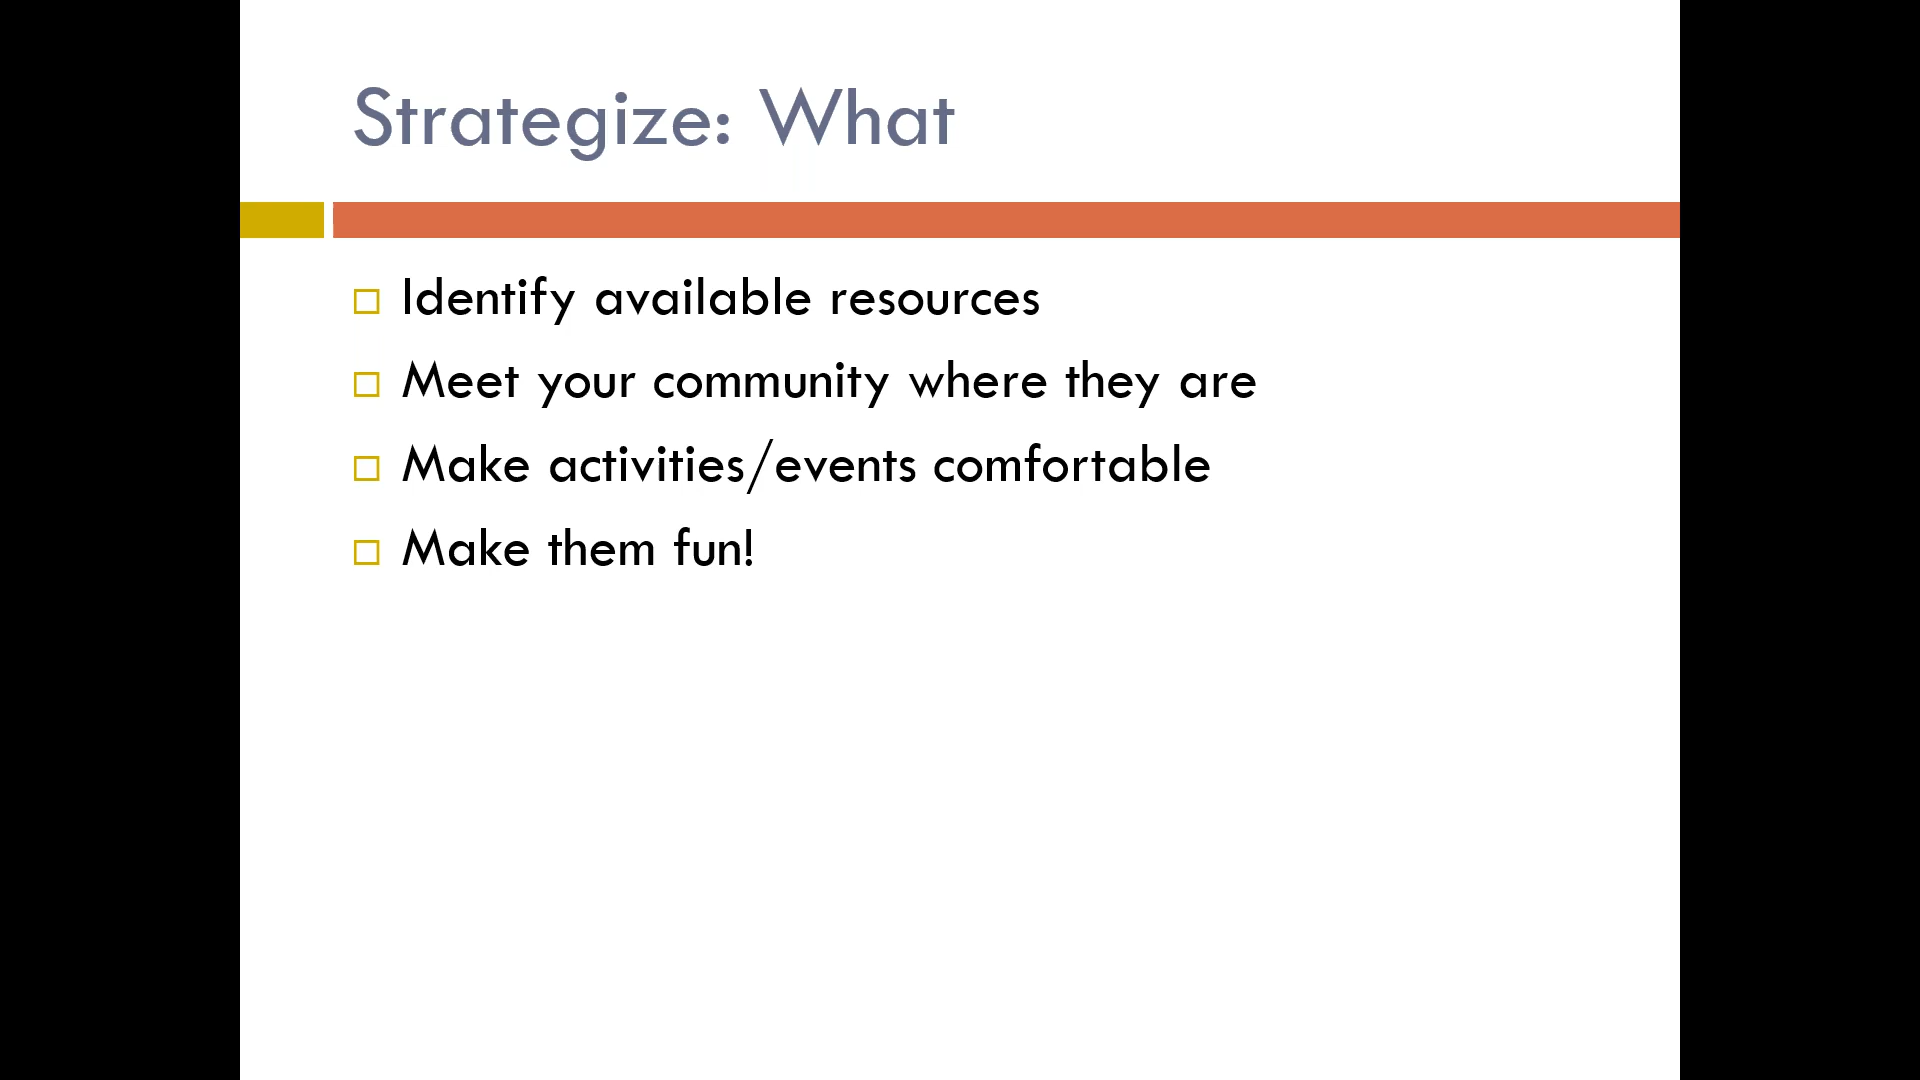 Strategize: What
Identify available resources
Meet your community where they are
Make activities/events comfortable
Make them fun!